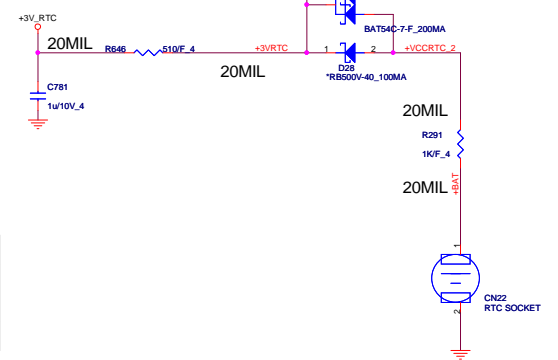 +3V_RTC
BAT54C-7-F_200MA
20MIL
R646
510/F_4
+3VRTC
1
2
+VCCRTC_2
20MIL
D28
*RB500V-40_100MA
C781
1u/10V_4
20MIL
R291
1K/F_4
20MIL
+BAT
1
CN22
RTC SOCKET
2